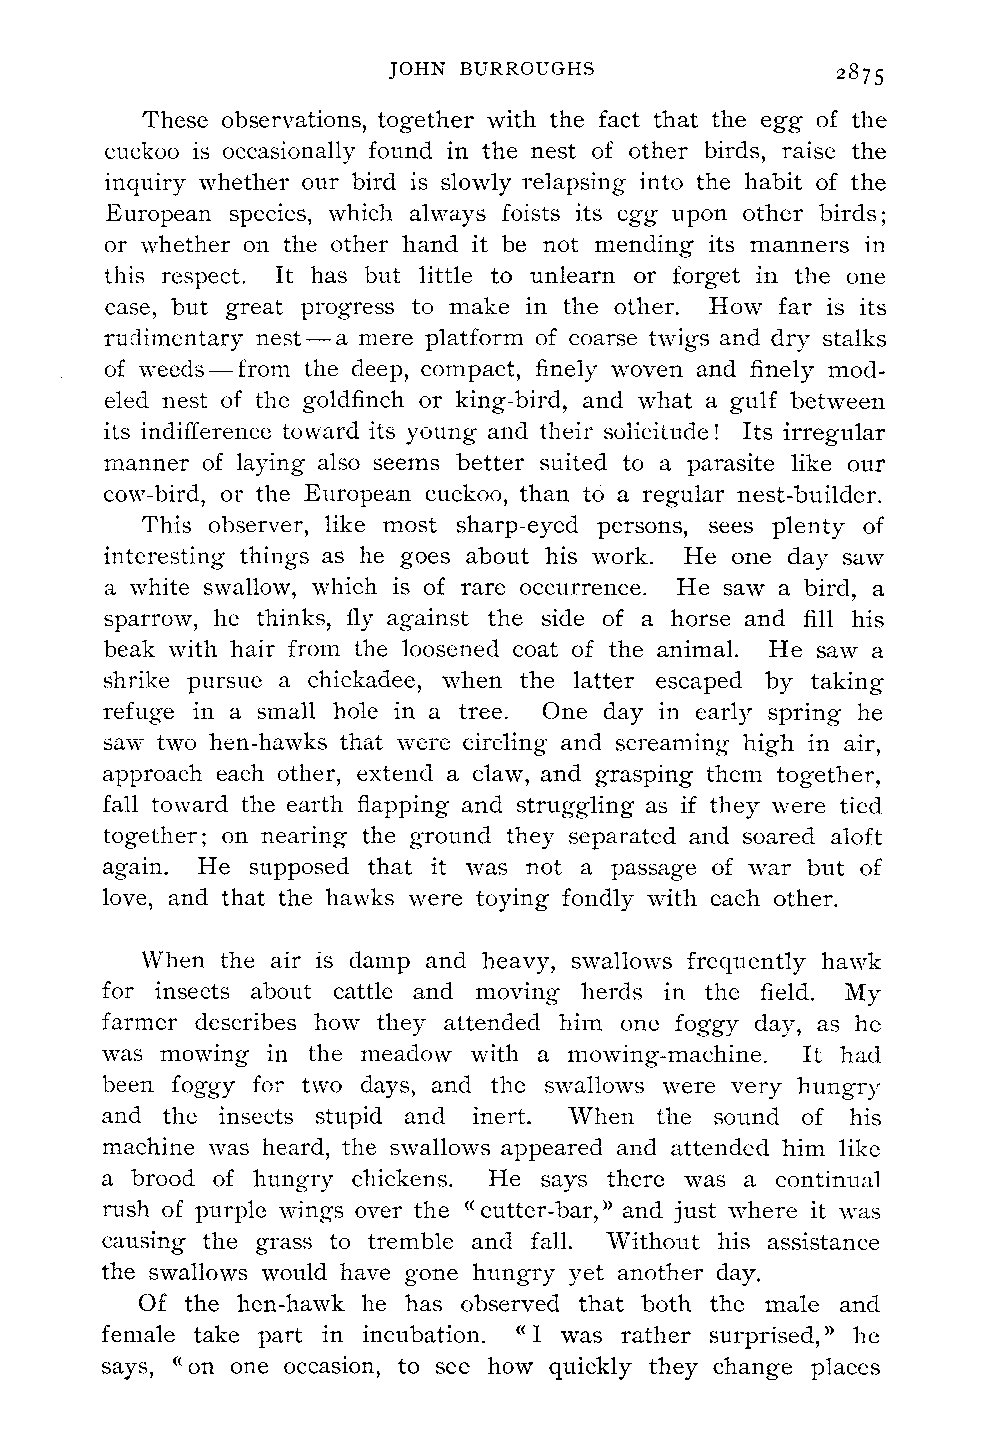 JOHN BURROUGHS 2875
These observations, together with the fact that the egg of the
cuckoo is occasionally found in the nest of other birds, raise the
inquiry whether our bird is slowly relapsing into the habit of the
European species, which always foists its egg upon other birds;
or whether on the other hand it be not mending its manners in
this respect. It has but little to unlearn or forget in the one
case, but great progress to make in the other. How far is its
rudimentary nest—a mere platform of coarse twigs and dry stalks
of weeds—from the deep, compact, finely woven and finely mod-
eled nest of the goldfinch or king-bird, and what a gulf between
its indifference toward its young and their solicitude! Its irregular
manner of laying also seems better suited to a parasite like our
cow-bird, or the European cuckoo, than to a regular nest-builder.
This observer, like most sharp-eyed persons, sees plenty of
interesting things as he goes about his work. He one day saw
a white swallow, which is of rare occurrence. He saw a bird, a
sparrow, he thinks, fly against the side of a horse and fill his
beak with hair from the loosened coat of the animal. He saw a
shrike pursue a chickadee, when the latter escaped by taking
refuge in a small hole in a tree. One day in early spring he
saw two hen-hawks that were circling and screaming high in air,
approach each other, extend a claw, and grasping them together,
fall toward the earth flapping and struggling as if they were tied
together; on nearing the ground they separated and soared aloft
again. He supposed that it was not a passage of war but of
love, and that the hawks were toying fondly with each other.
When the air is damp and heavy, swallows frequently hawk
for insects about cattle and moving herds in the field. My
farmer describes how they attended him one foggy day, as he
was mowing in the meadow with a mowing-machine. It had
been foggy for two days, and the swallows were very hungry
and the insects stupid and inert. When the sound of his
machine was heard, the swallows appeared and attended him like
a brood of hungry chickens. He says there was a continual
rush of purple wings over the "cutter-bar," and just where it was
causing the grass to tremble and fall. Without his assistance
the swallows would have gone hungry yet another day.
Of the hen-hawk he has observed that both the male and
female take part in incubation. "I was rather surprised," he
says, "on one occasion, to see how quickly they change places